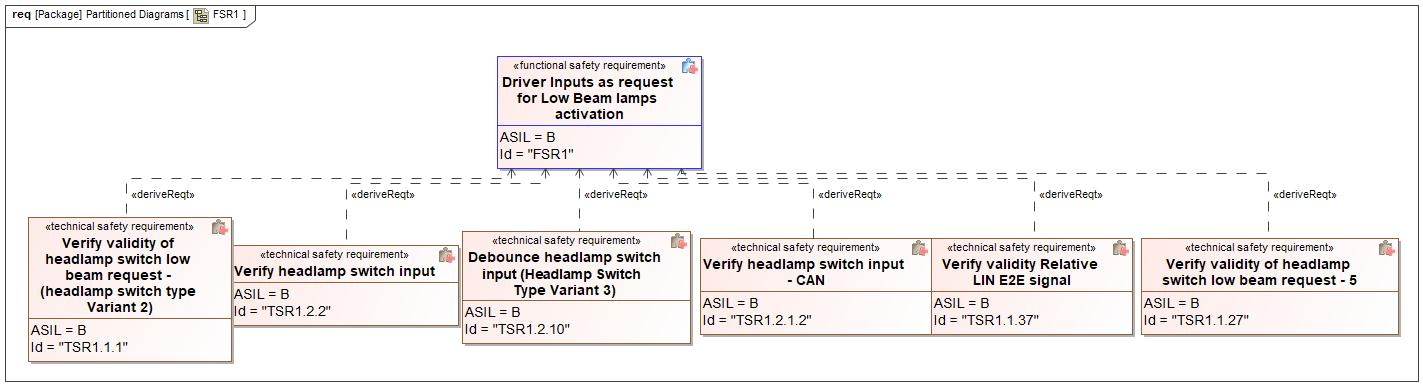 req [Package] Partitioned Diagrams [ FSR1 ]
«functional safety requirement»
Driver Inputs as request
for Low Beam lamps
activation
ASIL = B
Id = "FSR1"
«deriveReqt»
«deriveReqt»
«deriveReqt»
«deriveReqt»
«deriveReqt»
«deriveReqt»
«technical safety requirement»
Verify validity of
headlamp switch low
beam request -
(headlamp switch type
Variant 2)
ASIL = B
Id = "TSR1.1.1"
«technical safety requirement»
Verify headlamp switch input
ASIL = B
Id = "TSR1.2.2"
«technical safety requirement»
Debounce headlamp switch
input (Headlamp Switch
Type Variant 3)
ASIL = B
Id = "TSR1.2.10"
«technical safety requirement»
Verify headlamp switch input
- CAN
ASIL = B
Id = "TSR1.2.1.2"
«technical safety requirement»
Verify validity Relative
LIN E2E signal
ASIL = B
Id = "TSR1.1.37"
«technical safety requirement»
Verify validity of headlamp
switch low beam request - 5
ASIL = B
Id = "TSR1.1.27"